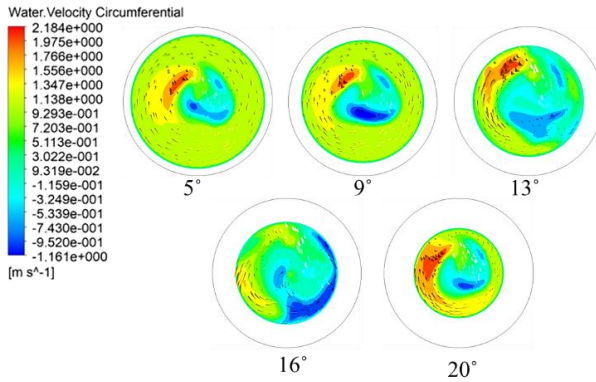 Water.Velocity Circumferential
2.184e+000
1.975e+000
1.766e+000
1.556e+000
1.347e+000
1.138e+000
9.293e-001
7.203e-001
5.113e-001
3.022e-001
9.319e-002
-1.159e-001
-3.249e-001
-5.339e-001
-7.430e-001
-9.520e-001
-1.161e+000
[m s^-1]
5°
9°
13°
16°
20°